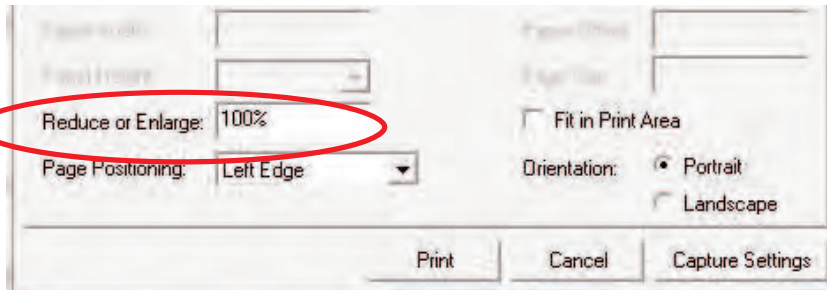 Reduce or Enlarge: 100% Fit in Print Area
Page Positioning: Left Edge Orientation: Portrait
Landscape
Print Cancel Capture Settings